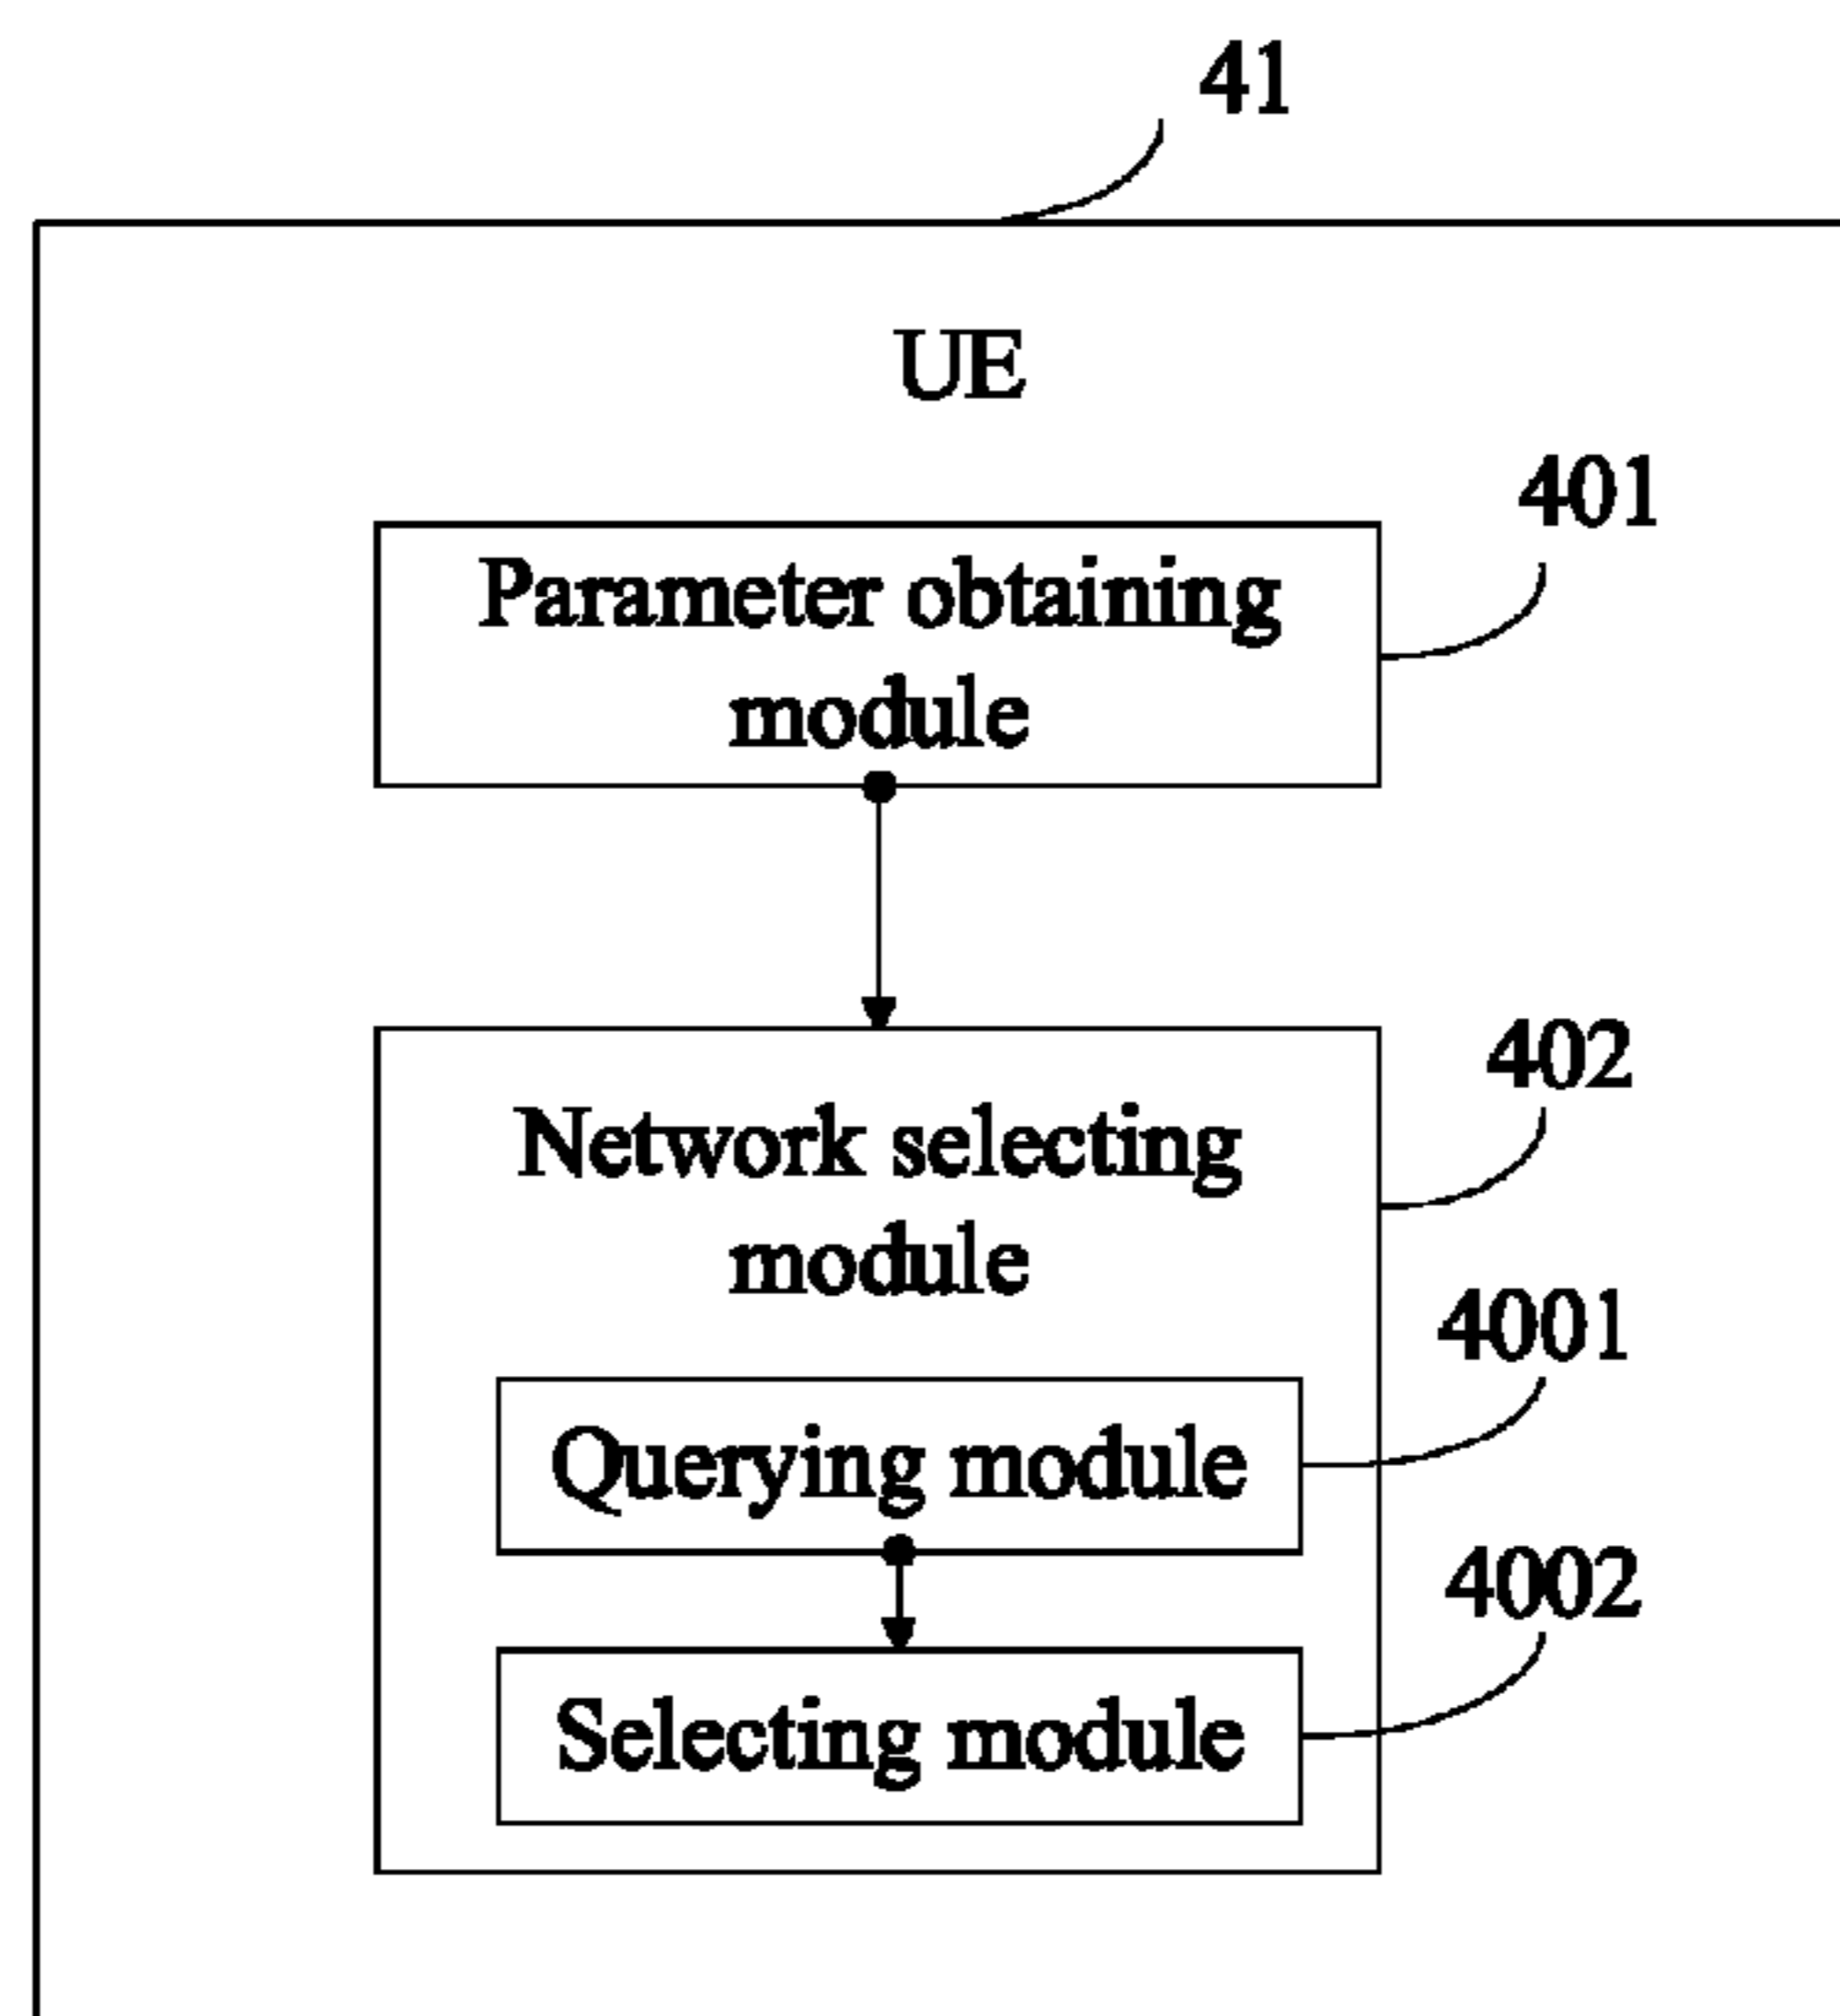 41
UE
401
Parameter obtaining
module
402
Network selecting
module
4001
Querying module
4002
Selecting module